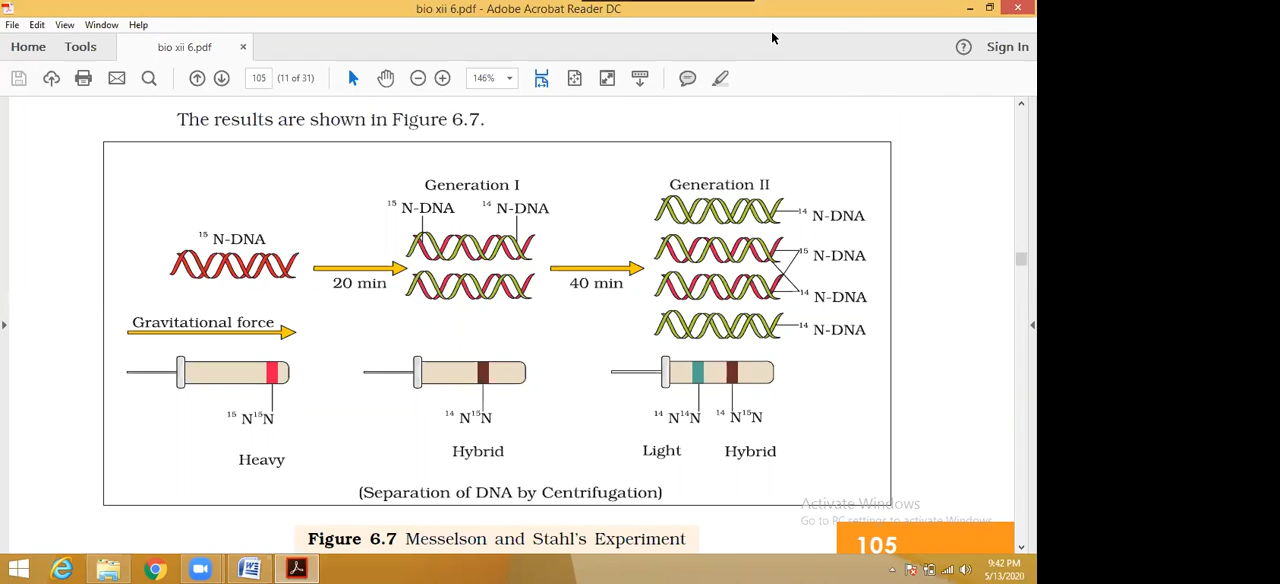 bio xii 6.pdf - Adobe Acrobat Reader DC
File Edit View Window Help
Home Tools bio xii 6.pdf × ? Sign In
105 (11 of 31) 146%
The results are shown in Figure 6.7.
Generation I Generation II
15 N-DNA 14 N-DNA
14 N-DNA
15 N-DNA
15 N-DNA
20 min 40 min
14 N-DNA
Gravitational force
14 N-DNA
15 N15N 14 N15N 14 N14N 14 N15N
Heavy Hybrid Light Hybrid
(Separation of DNA by Centrifugation)
Activate Windows
Go to PC settings to activate Windows.
Figure 6.7 Messelson and Stahl's Experiment
105
9:42 PM
5/13/2020